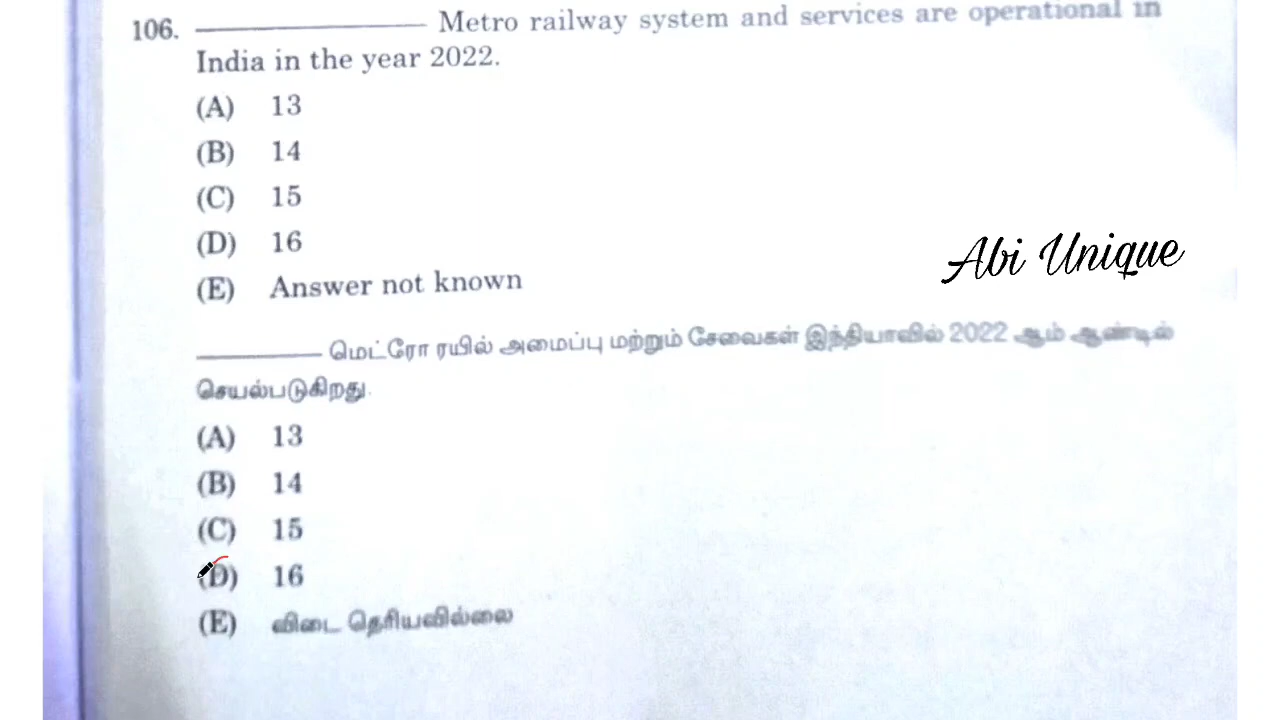 106. ____________ Metro railway system and services are operational in
India in the year 2022.
(A) 13
(B) 14
(C) 15
(D) 16
(E) Answer not known
Abi Unique
____________ மெட்ரோ ரயில் அமைப்பு மற்றும் சேவைகள் இந்தியாவில் 2022 ஆம் ஆண்டில்
செயல்படுகிறது.
(A) 13
(B) 14
(C) 15
(D) 16
(E) விடை தெரியவில்லை